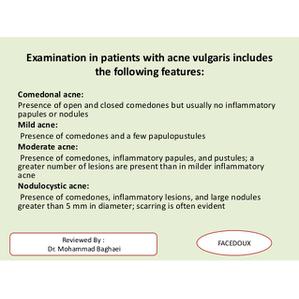 Examination in patients with acne vulgaris includes
the following features:
Comedonal acne:
Presence of open and closed comedones but usually no inflammatory
papules or nodules
Mild acne:
Presence of comedones and a few papulopustules
Moderate acne:
Presence of comedones, inflammatory papules, and pustules; a
greater number of lesions are present than in milder inflammatory
acne
Nodulocystic acne:
Presence of comedones, inflammatory lesions, and large nodules
greater than 5 mm in diameter; scarring is often evident
Reviewed By :
Dr. Mohammad Baghaei
FACEDOUX